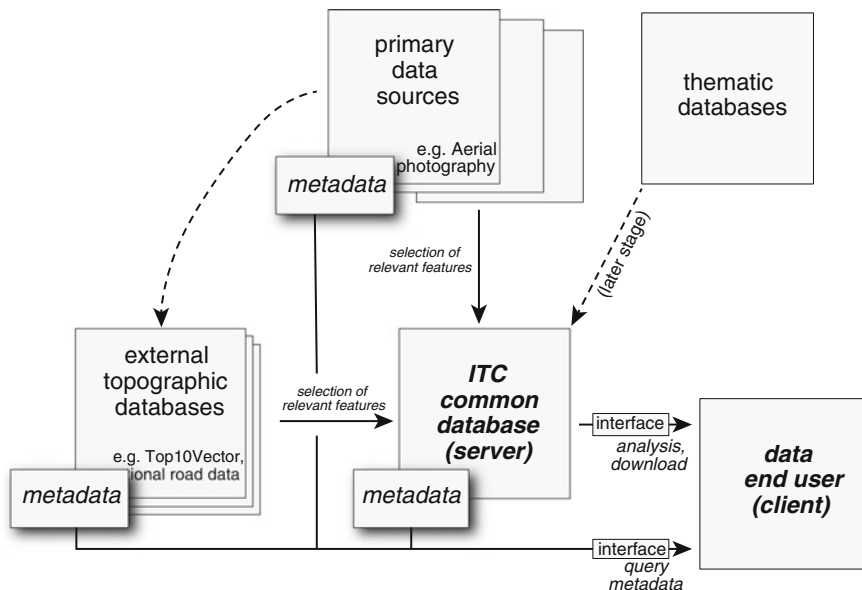 primary
data
sources
e.g. Aerial
photography
metadata
thematic
databases
selection of
relevant features
(later stage)
external
topographic
databases
e.g. Top10Vector,
road data
metadata
selection of
relevant features
ITC
common
database
(server)
metadata
interface
analysis,
download
interface
query
metadata
data
end user
(client)